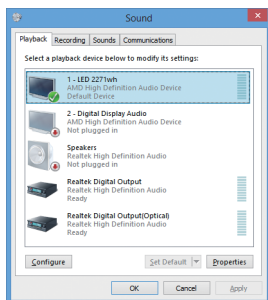 Sound
Playback Recording Sounds Communications
Select a playback device below to modify its settings:
1 - LED 2271wh
AMD High Definition Audio Device
Default Device
2 - Digital Display Audio
AMD High Definition Audio Device
Not plugged in
Speakers
Realtek High Definition Audio
Not plugged in
Realtek Digital Output
Realtek High Definition Audio
Ready
Realtek Digital Output(Optical)
Realtek High Definition Audio
Ready
Configure Set Default Properties
OK Cancel Apply